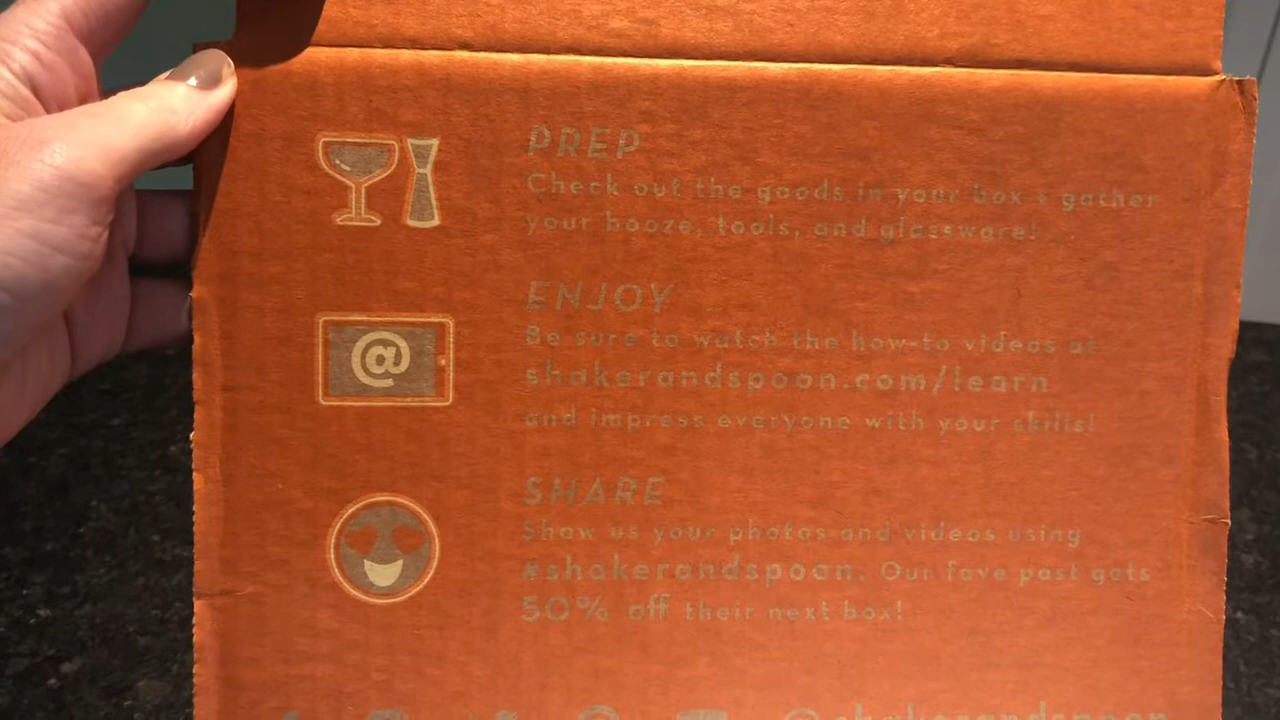 PREP
Check out the goods in your box + gather
your booze, tools, and glassware!
@
ENJOY
Be sure to watch the how-to videos at
shakerandspoon.com/learn
and impress everyone with your skills!
SHARE
Show us your photos and videos using
#shakerandspoon. Our fave post gets
50% off their next box!
@shakerandspoon